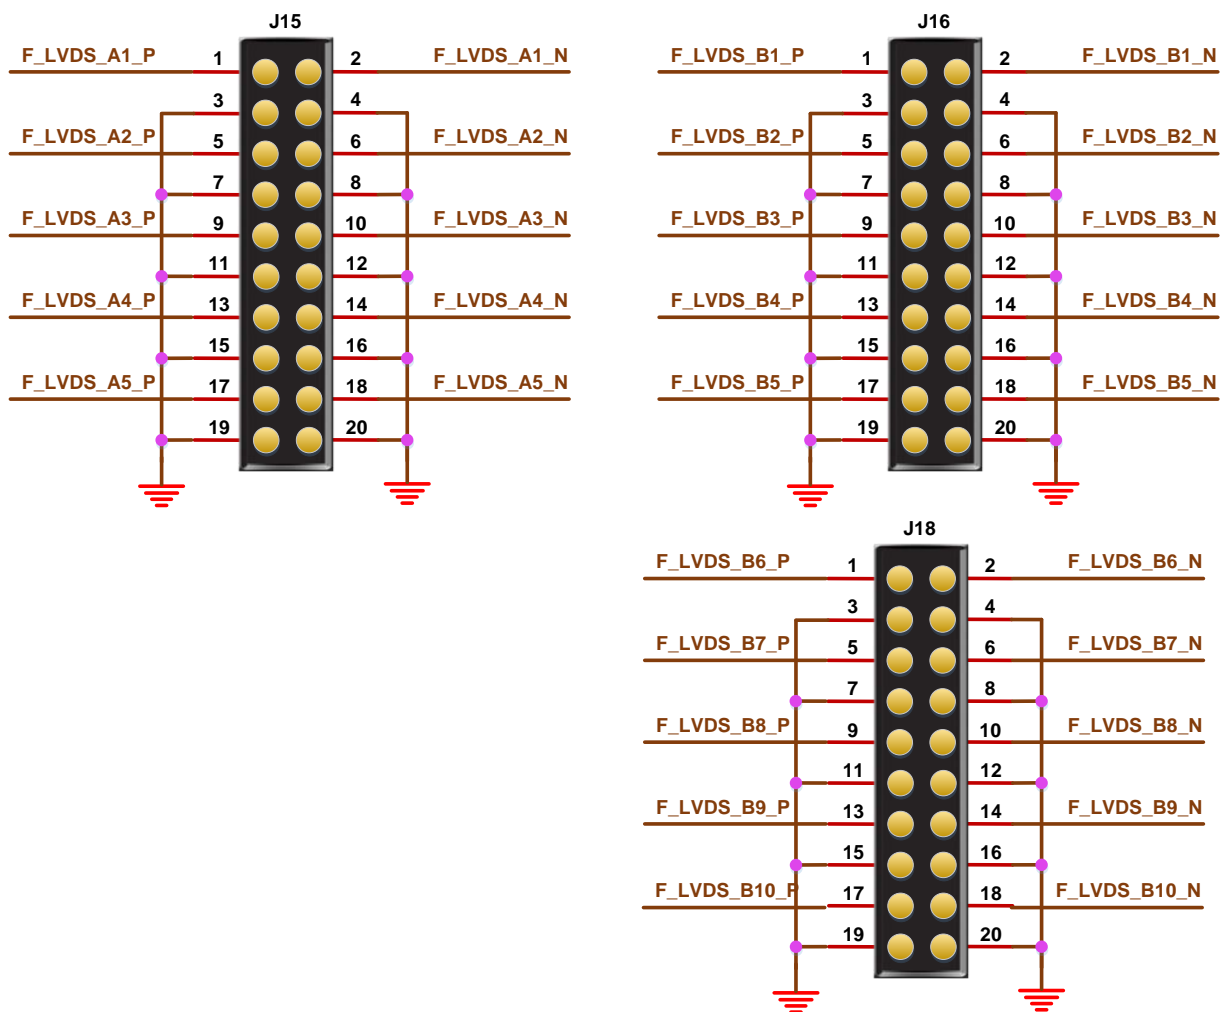 J15
F_LVDS_A1_P 1 2 F_LVDS_A1_N
3 4
F_LVDS_A2_P 5 6 F_LVDS_A2_N
7 8
F_LVDS_A3_P 9 10 F_LVDS_A3_N
11 12
F_LVDS_A4_P 13 14 F_LVDS_A4_N
15 16
F_LVDS_A5_P 17 18 F_LVDS_A5_N
19 20
J16
F_LVDS_B1_P 1 2 F_LVDS_B1_N
3 4
F_LVDS_B2_P 5 6 F_LVDS_B2_N
7 8
F_LVDS_B3_P 9 10 F_LVDS_B3_N
11 12
F_LVDS_B4_P 13 14 F_LVDS_B4_N
15 16
F_LVDS_B5_P 17 18 F_LVDS_B5_N
19 20
J18
F_LVDS_B6_P 1 2 F_LVDS_B6_N
3 4
F_LVDS_B7_P 5 6 F_LVDS_B7_N
7 8
F_LVDS_B8_P 9 10 F_LVDS_B8_N
11 12
F_LVDS_B9_P 13 14 F_LVDS_B9_N
15 16
F_LVDS_B10_P 17 18 F_LVDS_B10_N
19 20